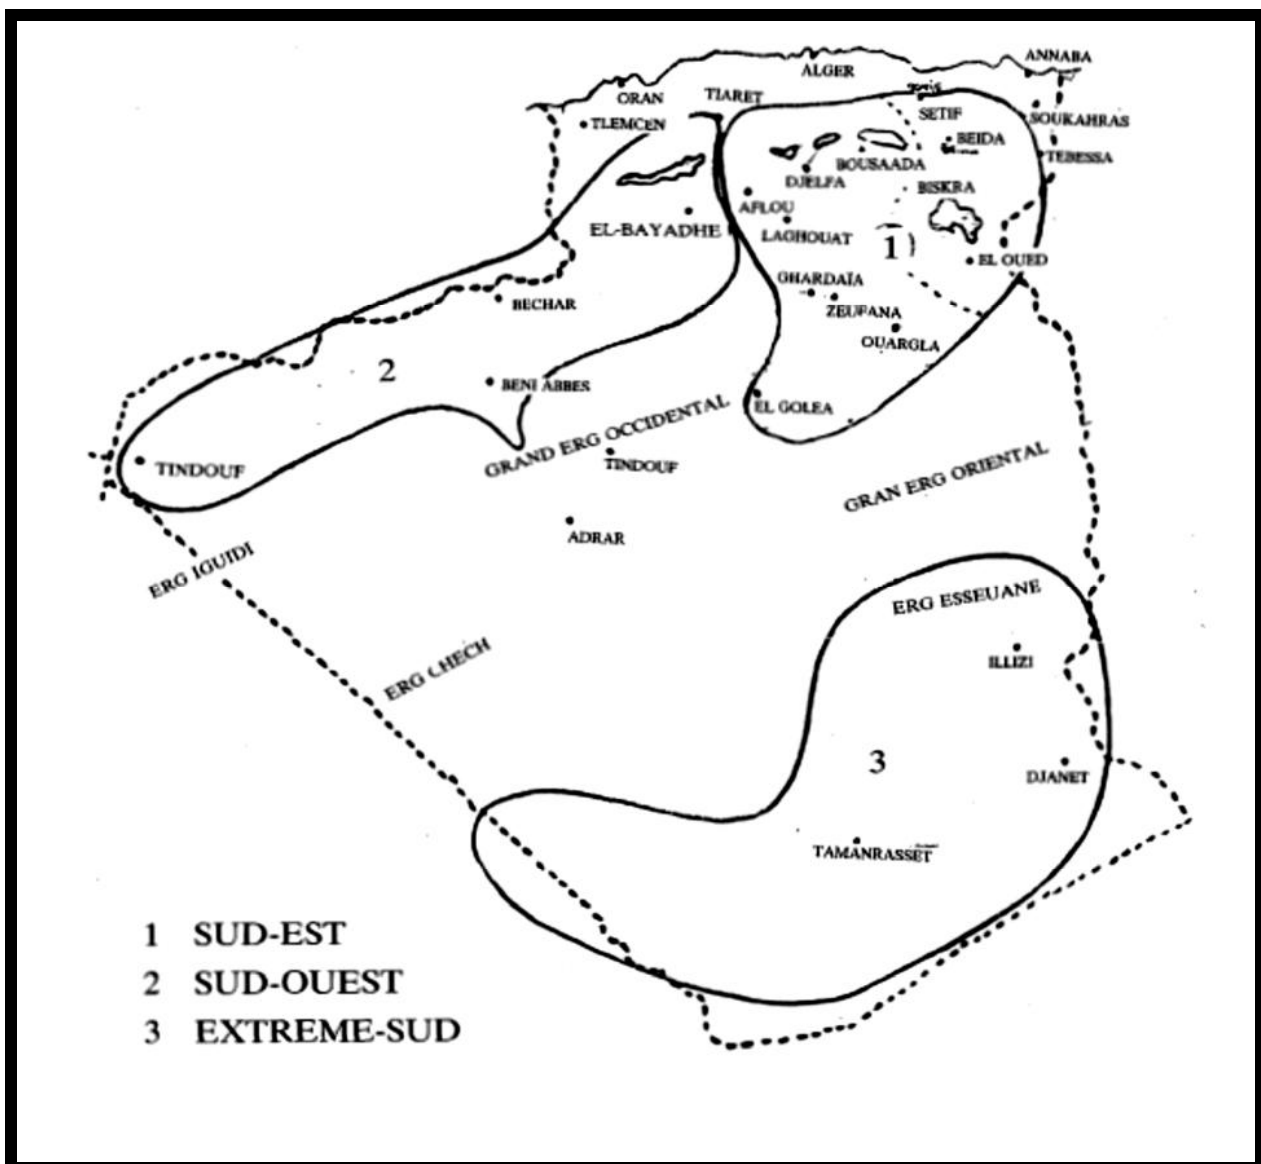 ANNABA
ALGER
ORAN
TIARET
TLEMCEN
SETIF
SOUKAHRAS
BEIDA
TEBESSA
BOUSAADA
DJELFA
BISKRA
AFLOU
EL-BAYADHE
LAGHOUAT
1
EL OUED
GHARDAÏA
BECHAR
ZEUFANA
OUARGLA
2
BENI ABBES
EL GOLEA
GRAND ERG OCCIDENTAL
TINDOUF
TINDOUF
GRAN ERG ORIENTAL
ADRAR
ERG IGUIDI
ERG ESSEUANE
ILLIZI
ERG CHECH
3
DJANET
TAMANRASSET
1 SUD-EST
2 SUD-OUEST
3 EXTREME-SUD